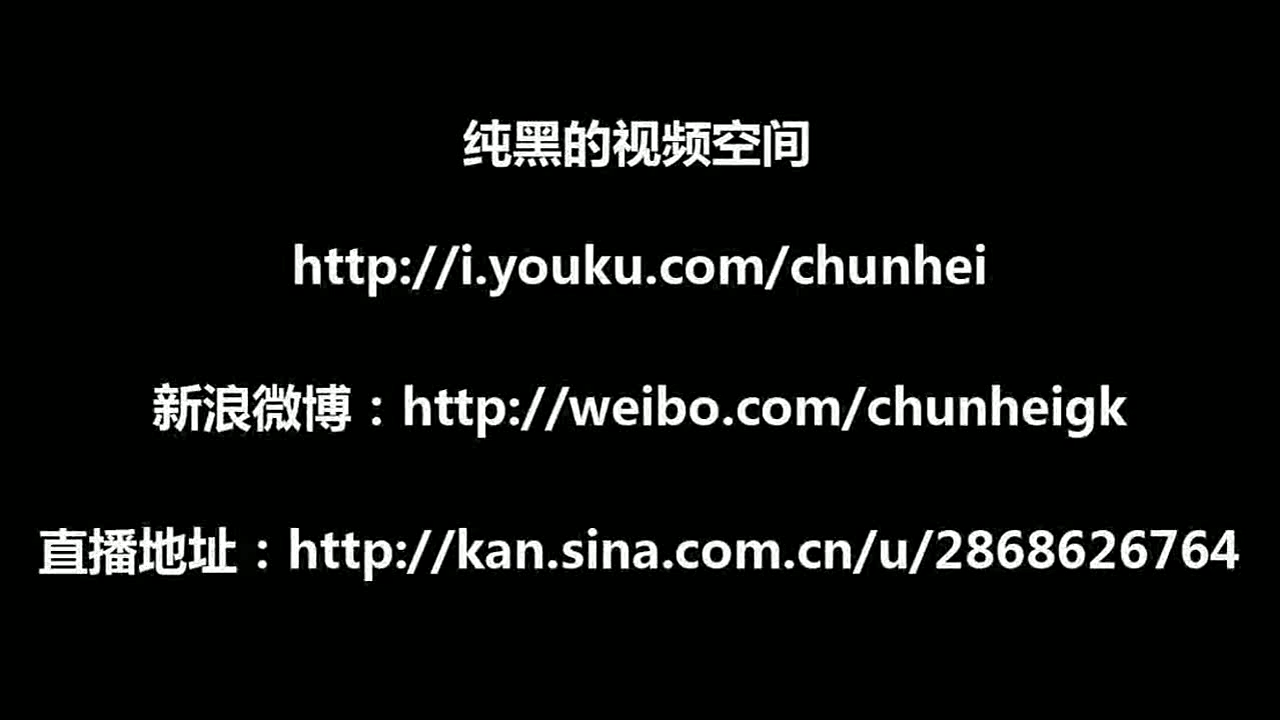 纯黑的视频空间
http://i.youku.com/chunhei
新浪微博：http://weibo.com/chunheigk
直播地址：http://kan.sina.com.cn/u/2868626764